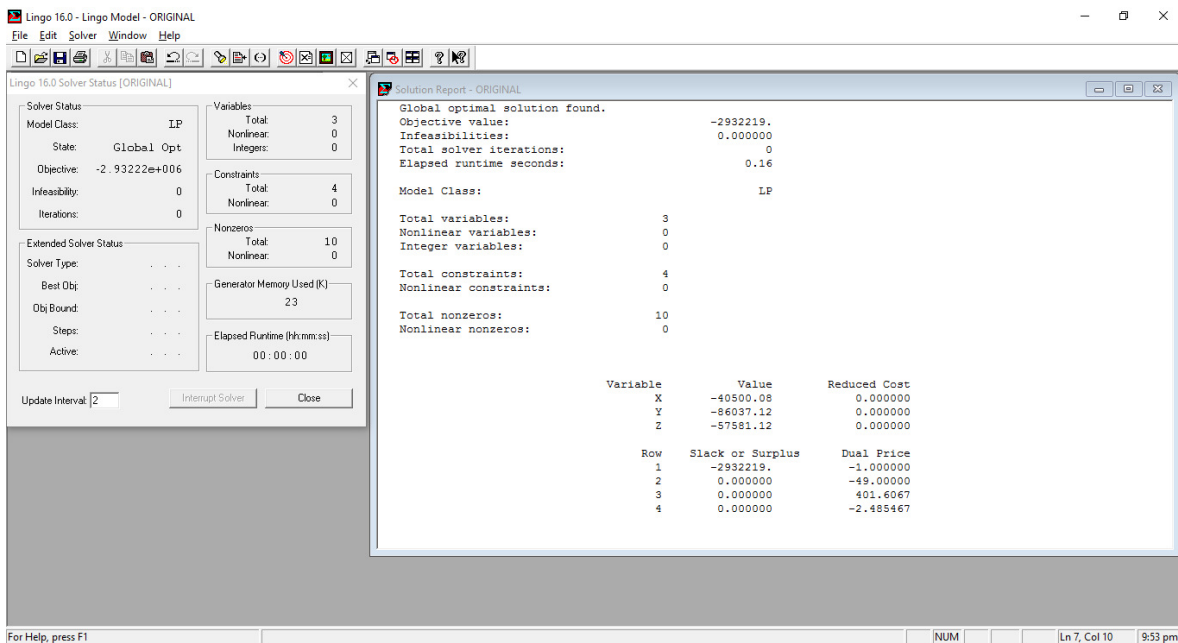 Lingo 16.0 - Lingo Model - ORIGINAL
File Edit Solver Window Help
Lingo 16.0 Solver Status [ORIGINAL]
Solver Status
Model Class: LP
State: Global Opt
Objective: -2.93222e+006
Infeasibility: 0
Iterations: 0
Extended Solver Status
Solver Type: . . .
Best Obj: . . .
Obj Bound: . . .
Steps: . . .
Active: . . .
Variables
Total: 3
Nonlinear: 0
Integers: 0
Constraints
Total: 4
Nonlinear: 0
Nonzeros
Total: 10
Nonlinear: 0
Generator Memory Used (K)
23
Elapsed Runtime (hh:mm:ss)
00:00:00
Update Interval: 2 Interrupt Solver Close
Solution Report - ORIGINAL
Global optimal solution found.
Objective value: -2932219.
Infeasibilities: 0.000000
Total solver iterations: 0
Elapsed runtime seconds: 0.16
Model Class: LP
Total variables: 3
Nonlinear variables: 0
Integer variables: 0
Total constraints: 4
Nonlinear constraints: 0
Total nonzeros: 10
Nonlinear nonzeros: 0
Variable Value Reduced Cost
X -40500.08 0.000000
Y -86037.12 0.000000
Z -57581.12 0.000000
Row Slack or Surplus Dual Price
1 -2932219. -1.000000
2 0.000000 -49.00000
3 0.000000 401.6067
4 0.000000 -2.485467
For Help, press F1 NUM Ln 7, Col 10 9:53 pm